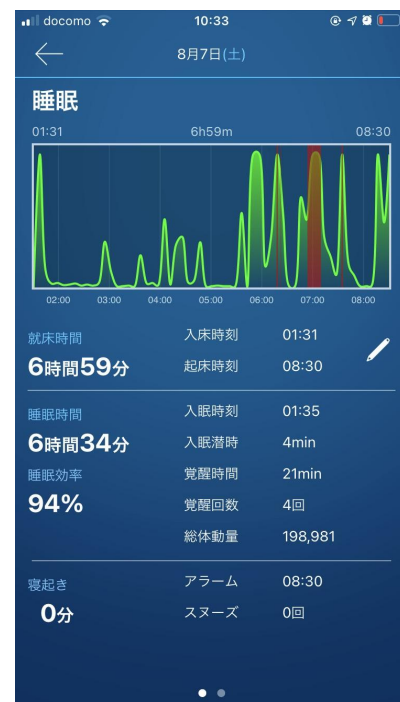 docomo 10:33
8月7日(土)
睡眠
01:31 6h59m 08:30
02:00 03:00 04:00 05:00 06:00 07:00 08:00
就床時間 入床時刻 01:31
6時間59分 起床時刻 08:30
睡眠時間 入眠時刻 01:35
6時間34分 入眠潜時 4min
睡眠効率 覚醒時間 21min
94% 覚醒回数 4回
総体動量 198,981
寝起き アラーム 08:30
0分 スヌーズ 0回